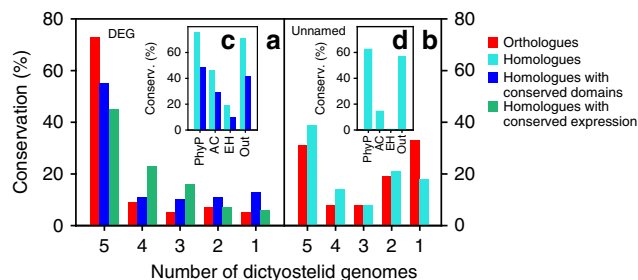 80
60
40
20
0
Conservation (%)
DEG
c
a
Conserv. (%)
60
40
20
0
PhyP
AC
EH
Out
Unnamed
d
b
Conserv. (%)
60
40
20
0
PhyP
AC
EH
Out
80
60
40
20
0
5 4 3 2 1
5 4 3 2 1
Number of dictyostelid genomes
Orthologues
Homologues
Homologues with
conserved domains
Homologues with
conserved expression